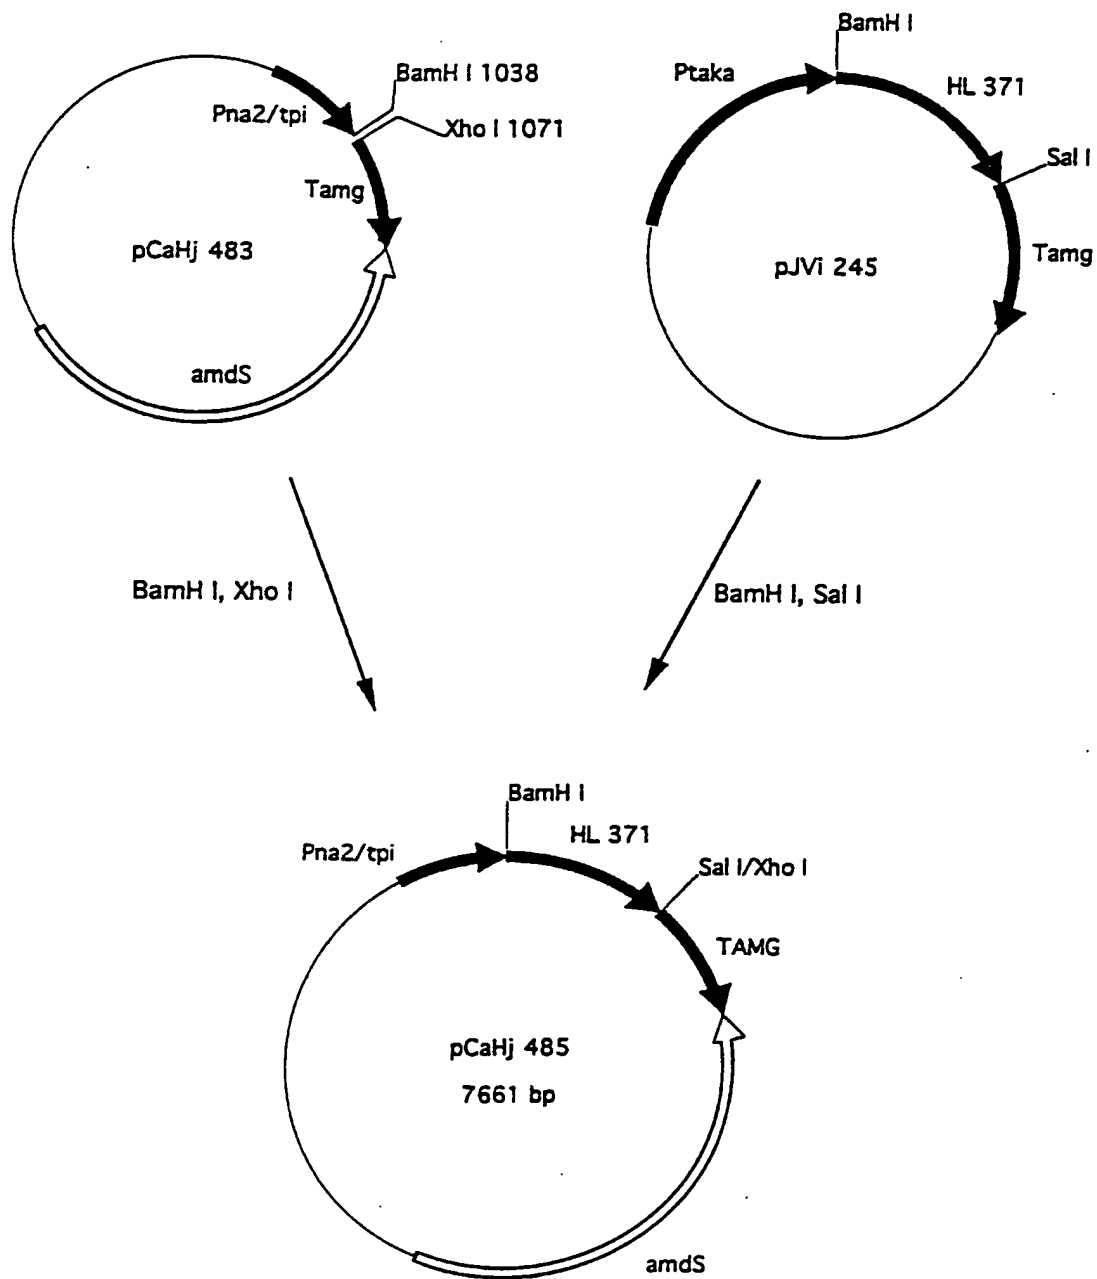 BamH I 1038
Pna2/tpi
Xho I 1071
Tamg
pCaHj 483
amdS
BamH I
Ptaka
HL 371
Sal I
Tamg
pJVi 245
BamH I, Xho I
BamH I, Sal I
BamH I
HL 371
Pna2/tpi
Sal I/Xho I
TAMG
pCaHj 485
7661 bp
amdS